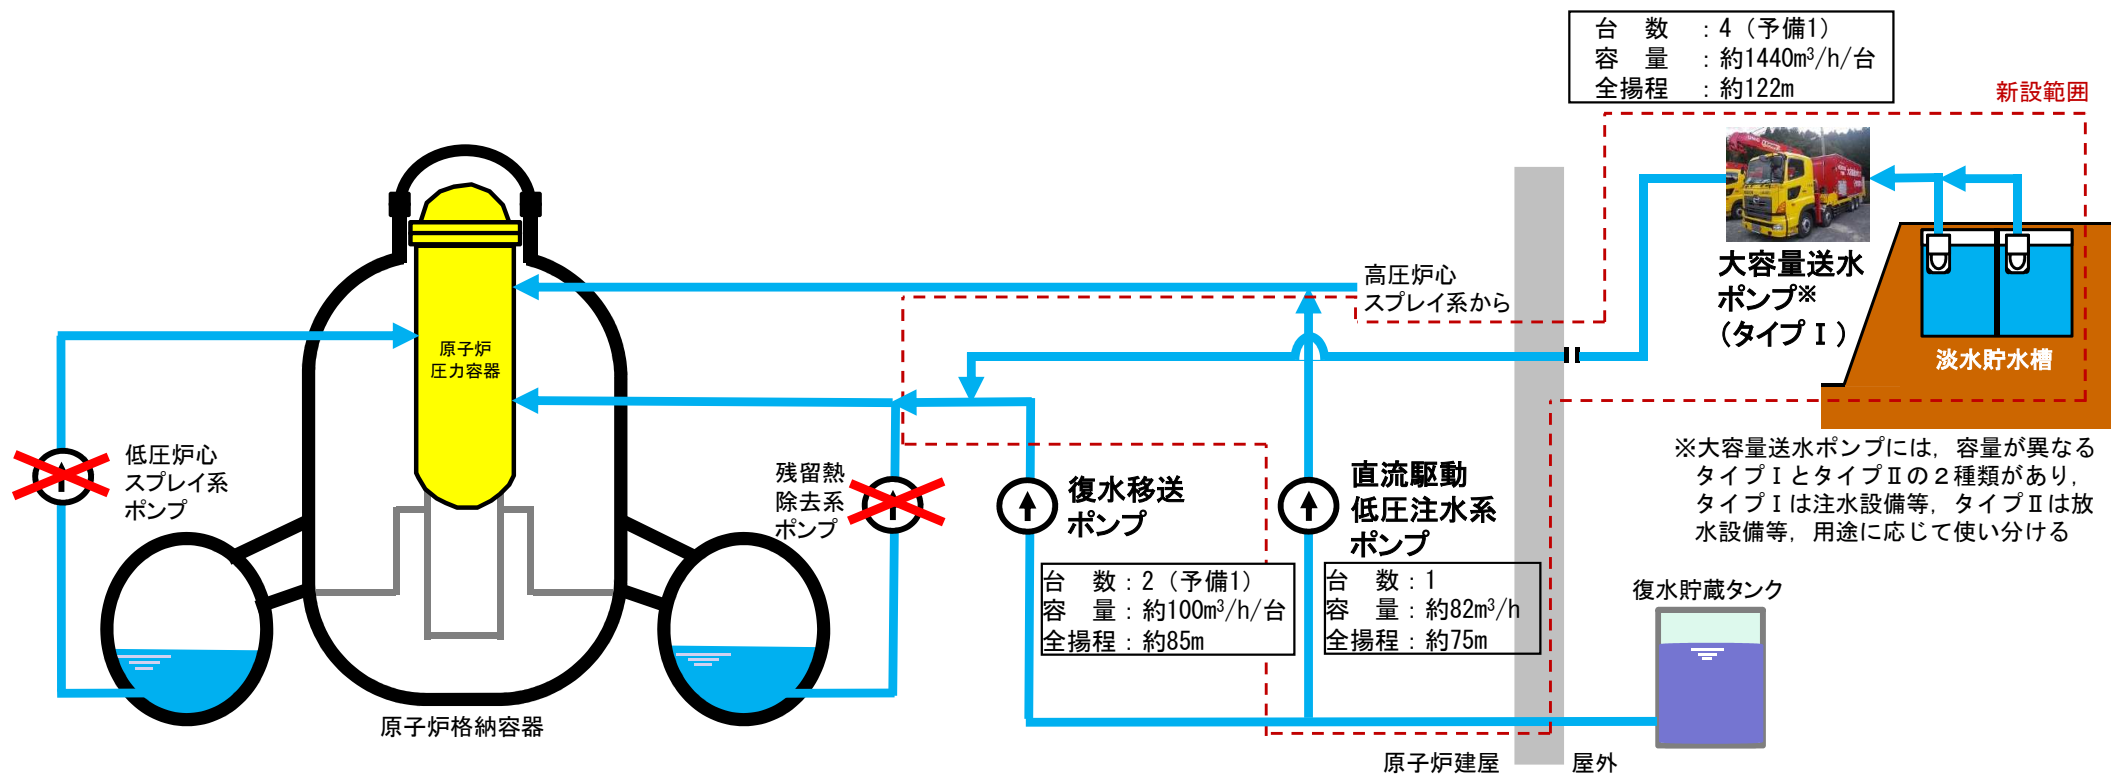 台　数　：4（予備1）
容　量　：約1440m³/h/台
全揚程　：約122m
新設範囲
大容量送水
ポンプ※
（タイプⅠ）
淡水貯水槽
高圧炉心
スプレイ系から
原子炉
圧力容器
低圧炉心
スプレイ系
ポンプ
残留熱
除去系
ポンプ
復水移送
ポンプ
直流駆動
低圧注水系
ポンプ
※大容量送水ポンプには，容量が異なる
タイプⅠとタイプⅡの２種類があり，
タイプⅠは注水設備等，タイプⅡは放
水設備等，用途に応じて使い分ける
台　数：2（予備1）
容　量：約100m³/h/台
全揚程：約85m
台　数：1
容　量：約82m³/h
全揚程：約75m
復水貯蔵タンク
原子炉格納容器
原子炉建屋
屋外